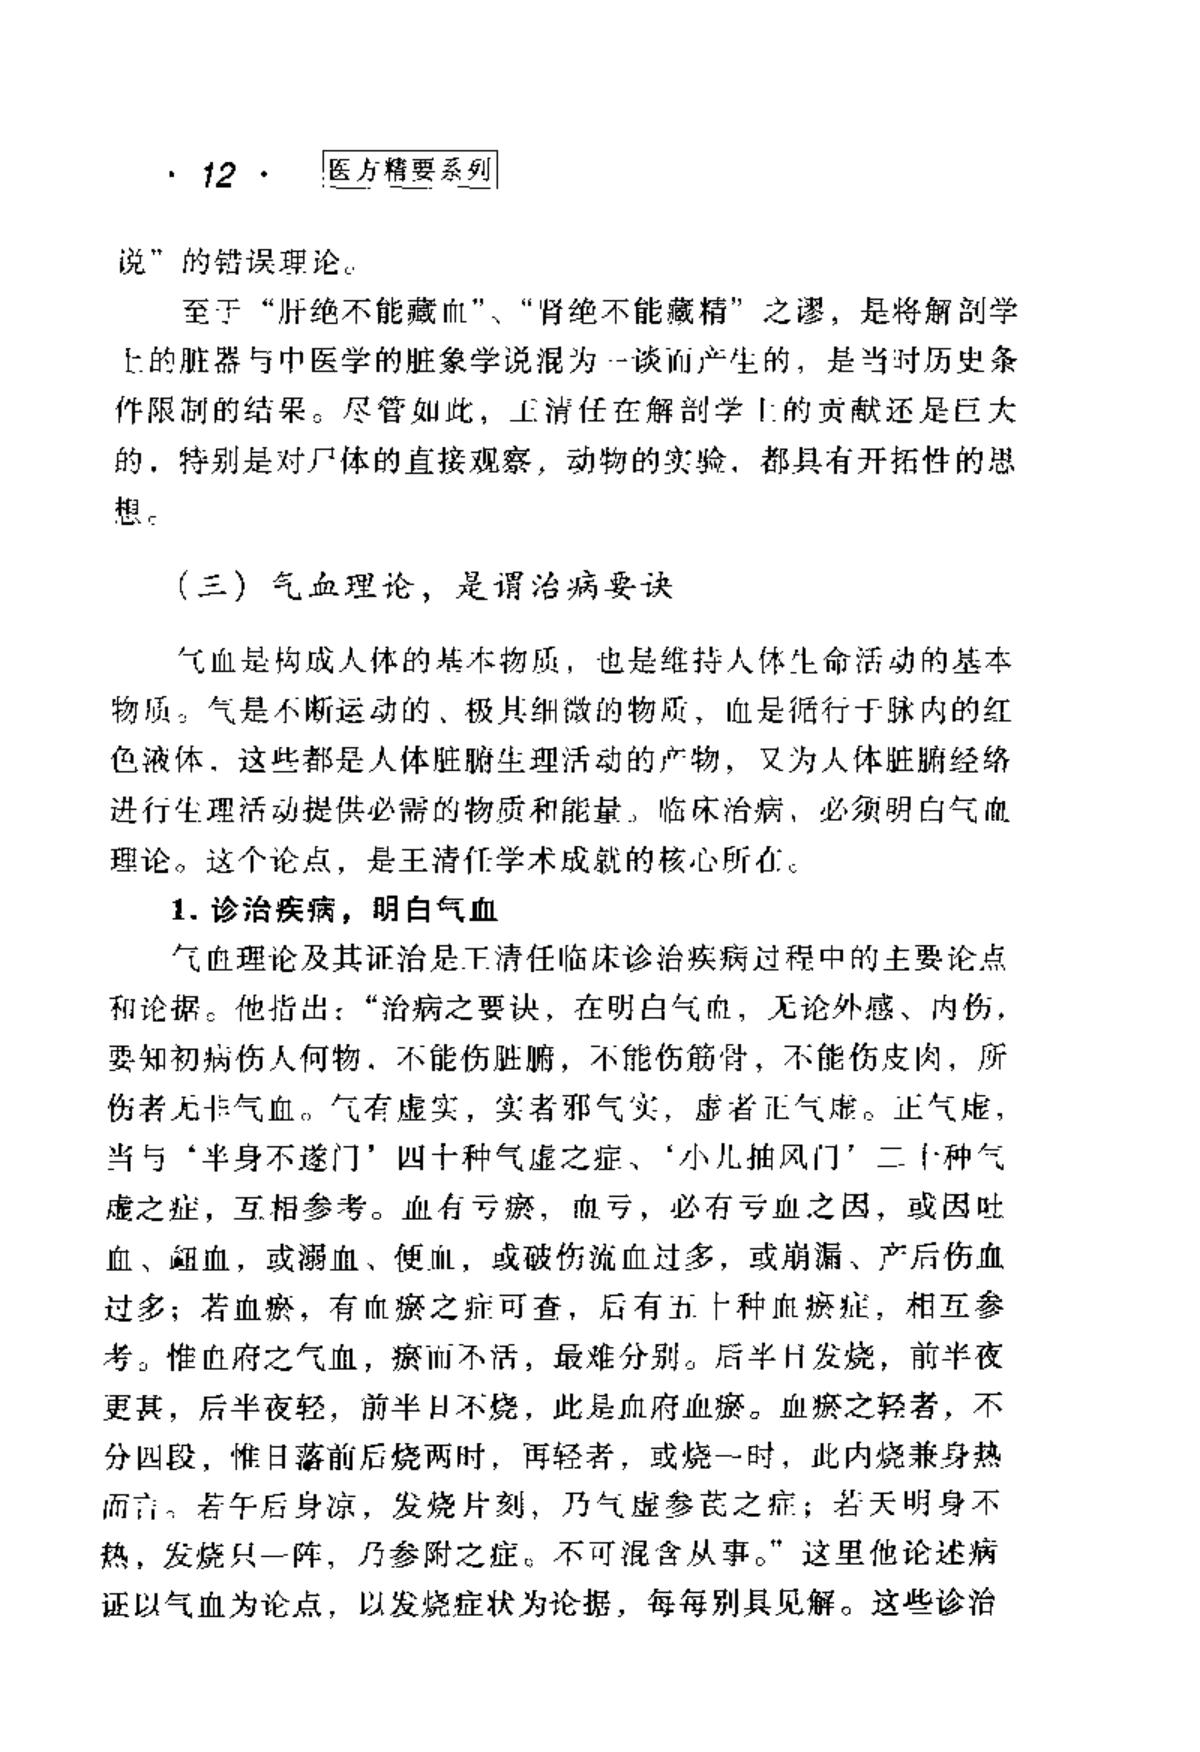 · 12 · 医方精要系列
说”的错误理论。
至于“肝绝不能藏血”、“肾绝不能藏精”之谬，是将解剖学
上的脏器与中医学的脏象学说混为一谈而产生的，是当时历史条
件限制的结果。尽管如此，王清任在解剖学上的贡献还是巨大
的，特别是对尸体的直接观察，动物的实验，都具有开拓性的思
想。
（三）气血理论，是谓治病要诀
气血是构成人体的基本物质，也是维持人体生命活动的基本
物质。气是不断运动的、极其细微的物质，血是循行于脉内的红
色液体，这些都是人体脏腑生理活动的产物，又为人体脏腑经络
进行生理活动提供必需的物质和能量。临床治病，必须明白气血
理论。这个论点，是王清任学术成就的核心所在。
1. 诊治疾病，明白气血
气血理论及其证治是王清任临床诊治疾病过程中的主要论点
和论据。他指出：“治病之要诀，在明白气血，无论外感、内伤，
要知初病伤人何物，不能伤脏腑，不能伤筋骨，不能伤皮肉，所
伤者无非气血。气有虚实，实者邪气实，虚者正气虚。正气虚，
当与‘半身不遂门’四十种气虚之症、‘小儿抽风门’二十种气
虚之症，互相参考。血有亏瘀，血亏，必有亏血之因，或因吐
血、衄血，或溺血、便血，或破伤流血过多，或崩漏、产后伤血
过多；若血瘀，有血瘀之症可查，后有五十种血瘀症，相互参
考。惟血府之气血，瘀而不活，最难分别。后半日发烧，前半夜
更甚，后半夜轻，前半日不烧，此是血府血瘀。血瘀之轻者，不
分四段，惟日落前后烧两时，再轻者，或烧一时，此内烧兼身热
而言。若午后身凉，发烧片刻，乃气虚参芪之症；若天明身不
热，发烧只一阵，乃参附之症。不可混含从事。”这里他论述病
证以气血为论点，以发烧症状为论据，每每别具见解。这些诊治